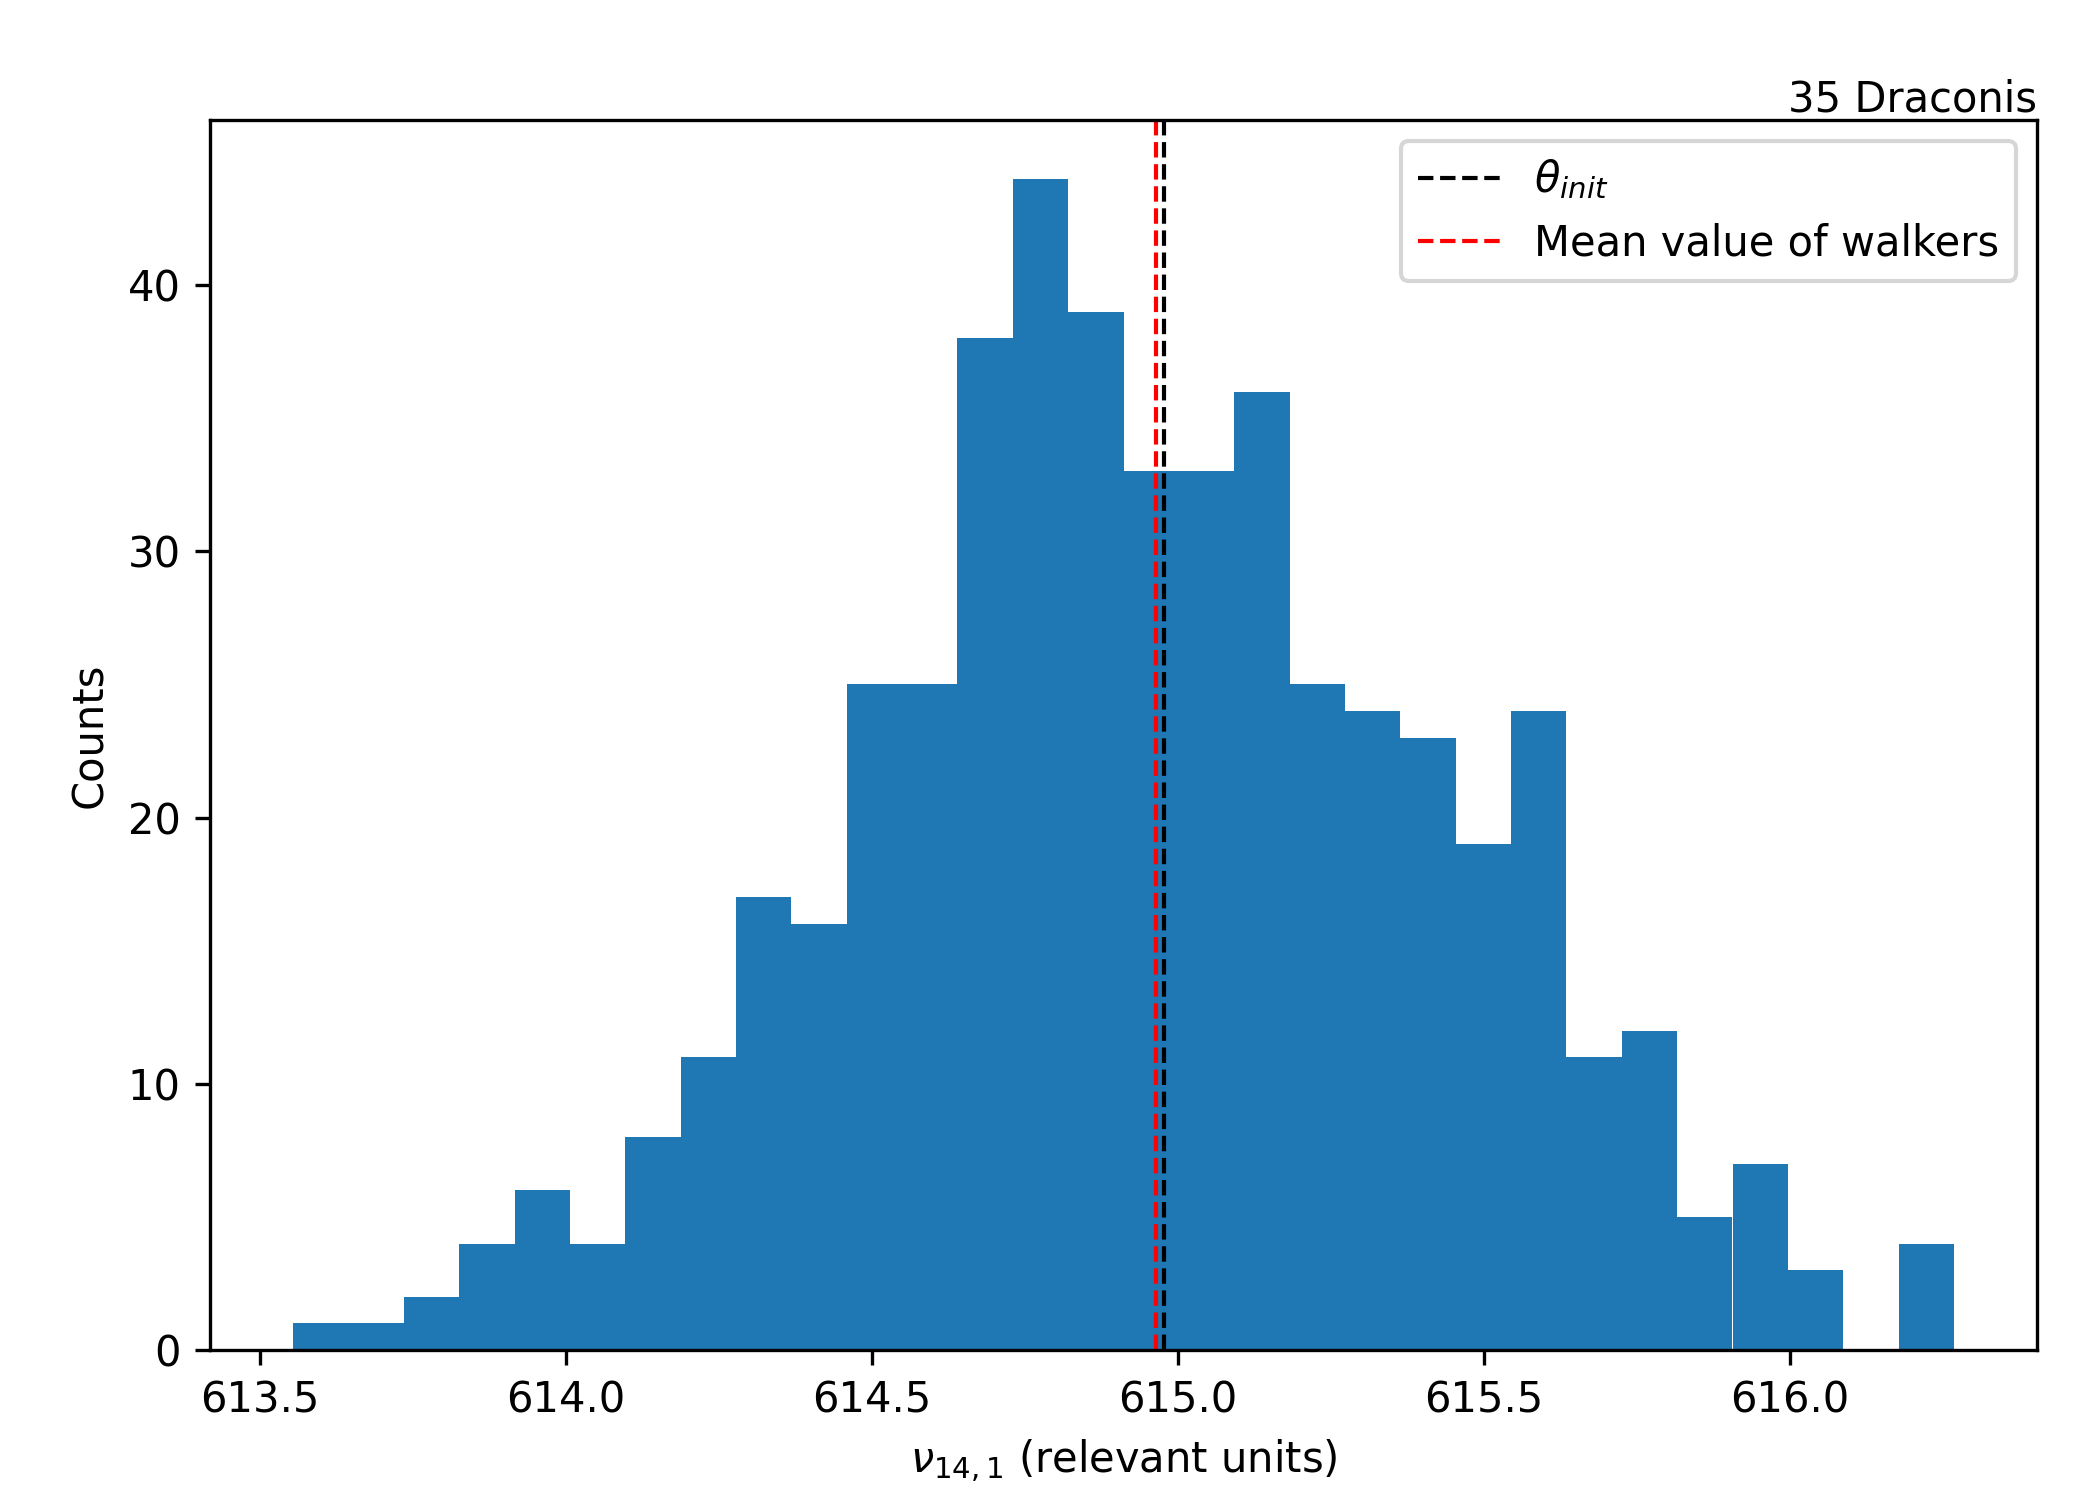 35 Draconis
θinit
Mean value of walkers
40
30
20
10
0
Counts
613.5 614.0 614.5 615.0 615.5 616.0
ν14, 1 (relevant units)